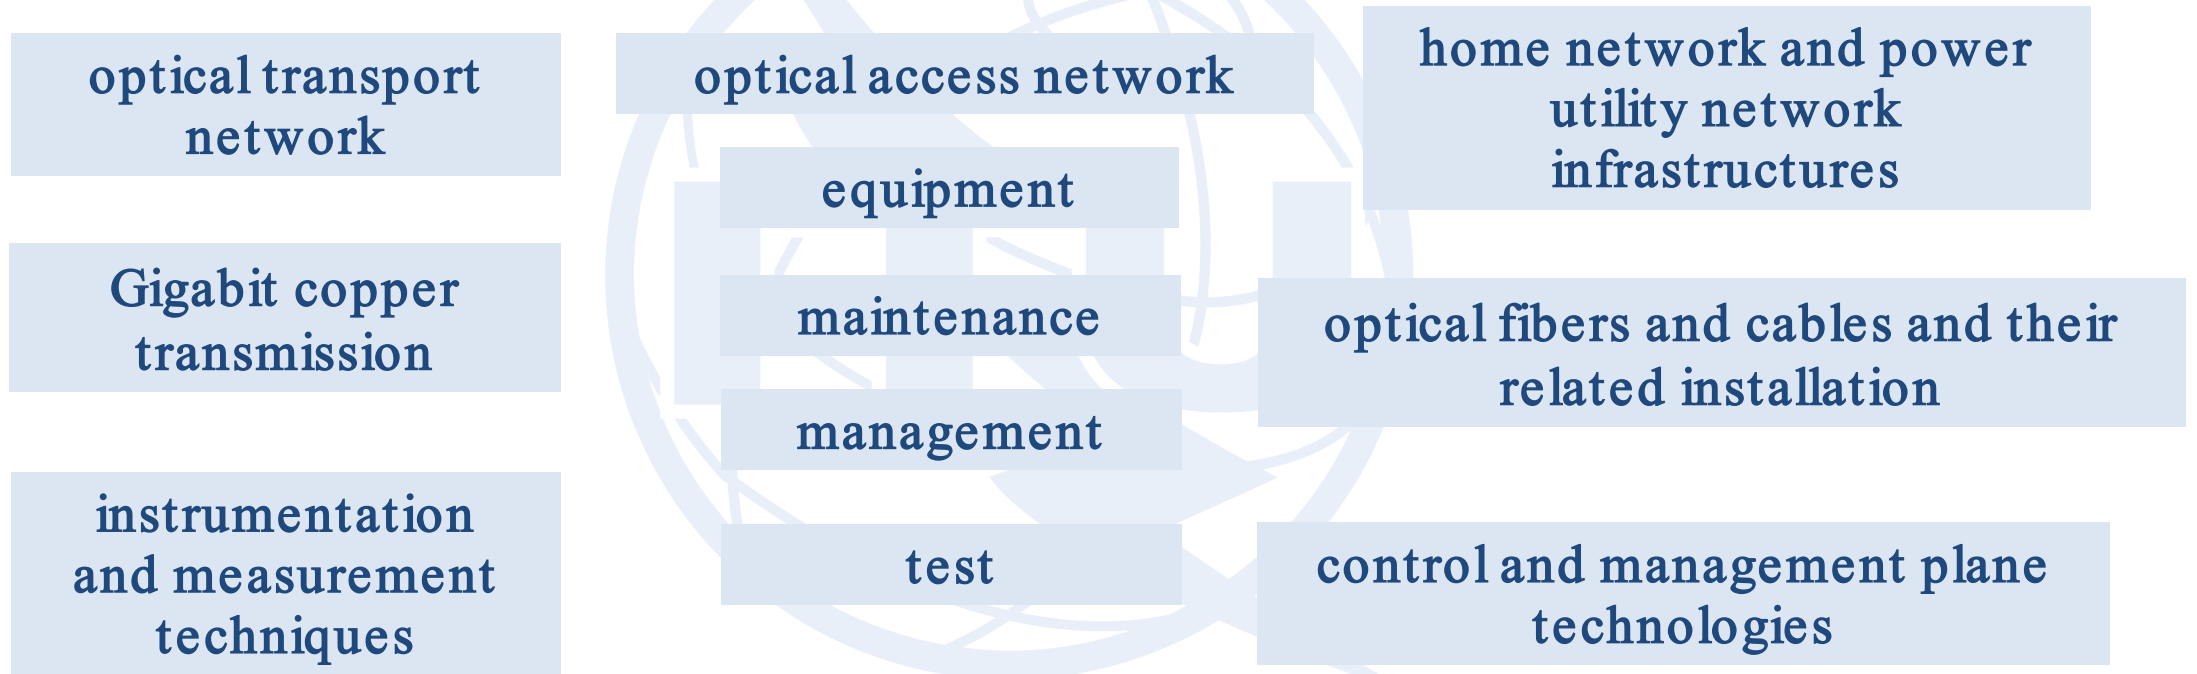 optical transport
network
optical access network
home network and power
utility network
infrastructures
equipment
Gigabit copper
transmission
maintenance
optical fibers and cables and their
related installation
management
instrumentation
and measurement
techniques
test
control and management plane
technologies
ITU